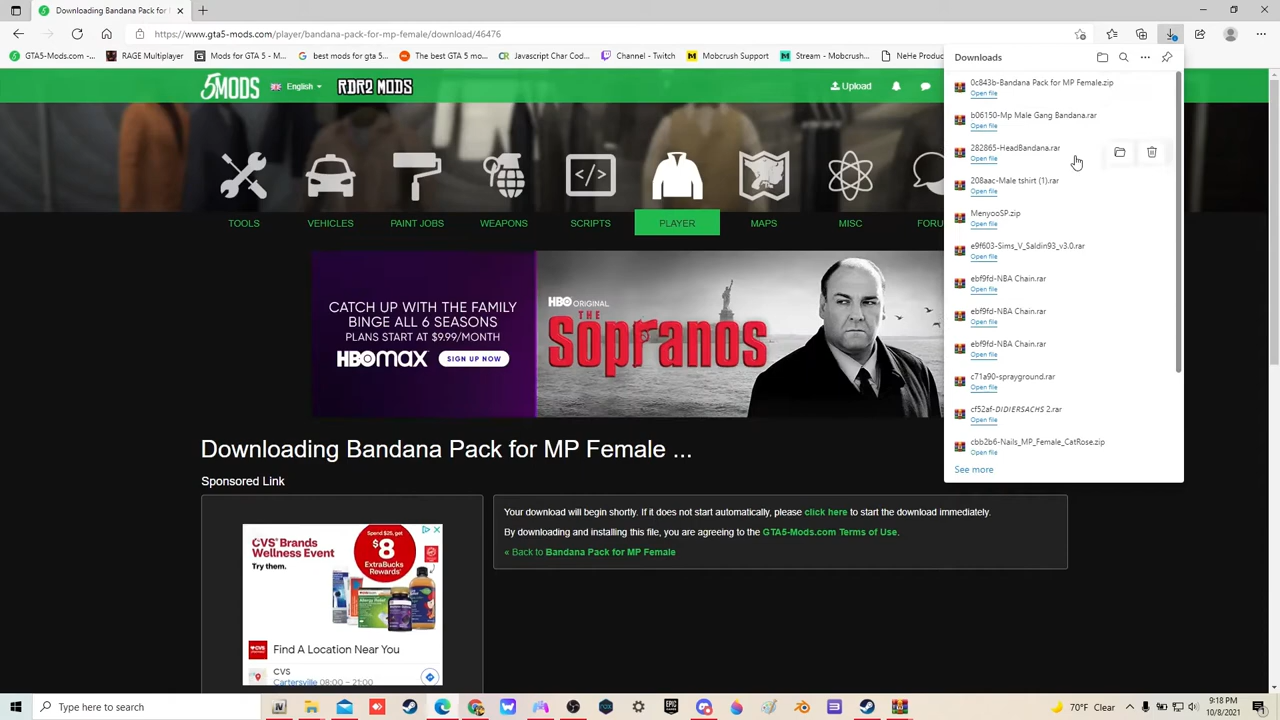 Downloading Bandana Pack for M
https://www.gta5-mods.com/player/bandana-pack-for-mp-female/download/46476
GTA5-Mods.com -...
RAGE Multiplayer
Mods for GTA 5 - G...
best mods for gta 5...
The best GTA 5 mo...
Javascript Char Cod...
Channel - Twitch
Mobcrush Support
Stream - Mobcrush...
NeHe Produc
5MODS
English
RDR2 MODS
Upload
TOOLS
VEHICLES
PAINT JOBS
WEAPONS
SCRIPTS
PLAYER
MAPS
MISC
FORU
Downloads
0c843b-Bandana Pack for MP Female.zip
Open file
b06150-Mp Male Gang Bandana.rar
Open file
282865-HeadBandana.rar
Open file
208aac-Male tshirt (1).rar
Open file
MenyooSP.zip
Open file
e9f603-Sims_V_Saldin93_v3.0.rar
Open file
ebf9fd-NBA Chain.rar
Open file
ebf9fd-NBA Chain.rar
Open file
ebf9fd-NBA Chain.rar
Open file
c71a90-sprayground.rar
Open file
cf52af-DIDIERSACHS 2.rar
Open file
cbb2b6-Nails_MP_Female_CatRose.zip
Open file
See more
CATCH UP WITH THE FAMILY
BINGE ALL 6 SEASONS
PLANS START AT $9.99/MONTH
HBOMAX
SIGN UP NOW
HBO ORIGINAL
THE
Sopranos
Downloading Bandana Pack for MP Female ...
Sponsored Link
Your download will begin shortly. If it does not start automatically, please click here to start the download immediately.
By downloading and installing this file, you are agreeing to the GTA5-Mods.com Terms of Use.
« Back to Bandana Pack for MP Female
CVS Brands
Wellness Event
Try them.
Spend $25, get
$8
ExtraBucks
Rewards
Find A Location Near You
CVS
Cartersville 08:00 – 21:00
Type here to search
70°F Clear
9:18 PM
10/8/2021